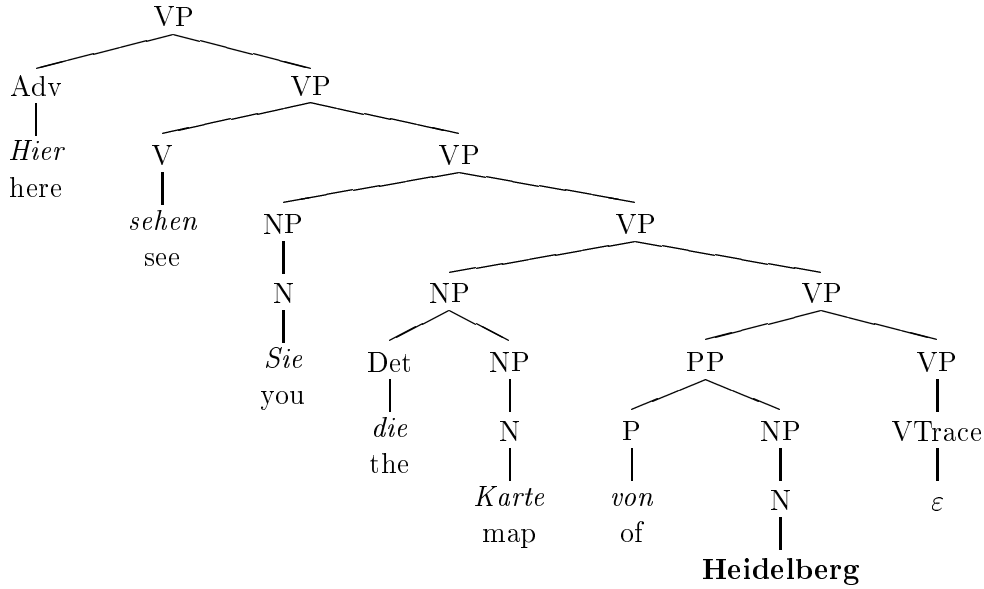 VP
Adv VP
Hier V VP
here
sehen NP VP
see
N NP VP
Sie Det NP PP VP
you
die N P NP VTrace
the
Karte von N ε
map of
Heidelberg